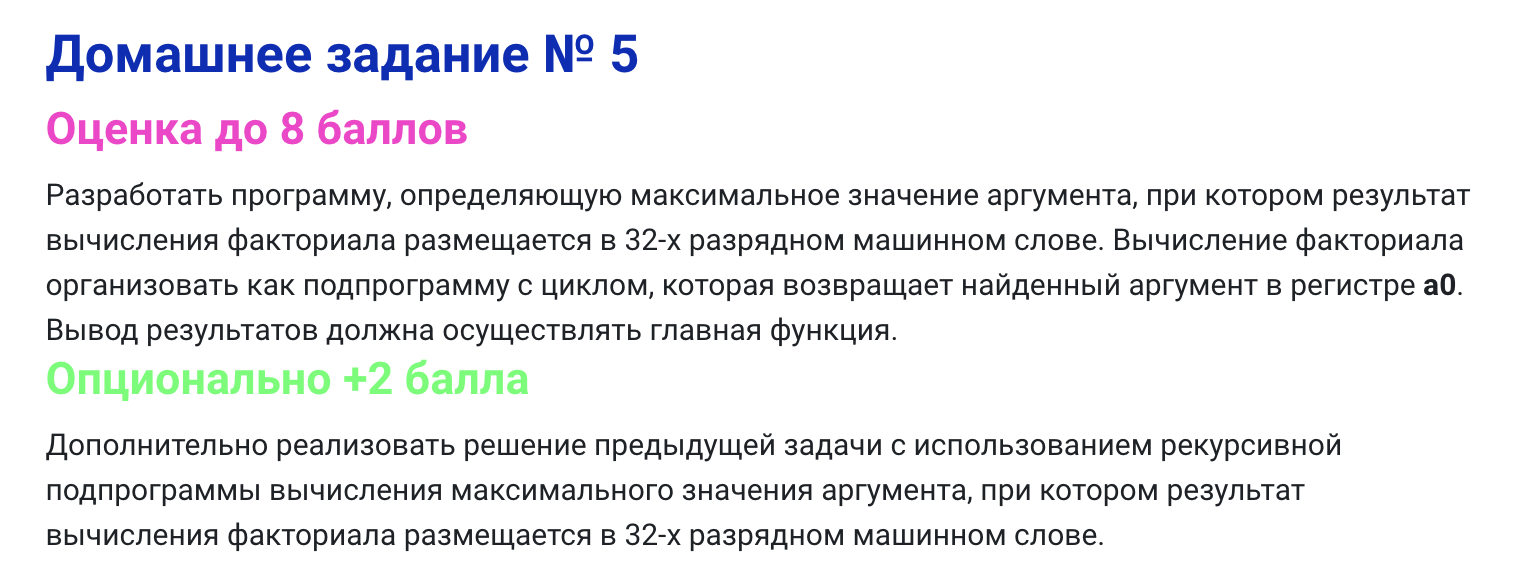 Домашнее задание № 5
Оценка до 8 баллов
Разработать программу, определяющую максимальное значение аргумента, при котором результат
вычисления факториала размещается в 32-х разрядном машинном слове. Вычисление факториала
организовать как подпрограмму с циклом, которая возвращает найденный аргумент в регистре a0.
Вывод результатов должна осуществлять главная функция.
Опционально +2 балла
Дополнительно реализовать решение предыдущей задачи с использованием рекурсивной
подпрограммы вычисления максимального значения аргумента, при котором результат
вычисления факториала размещается в 32-х разрядном машинном слове.